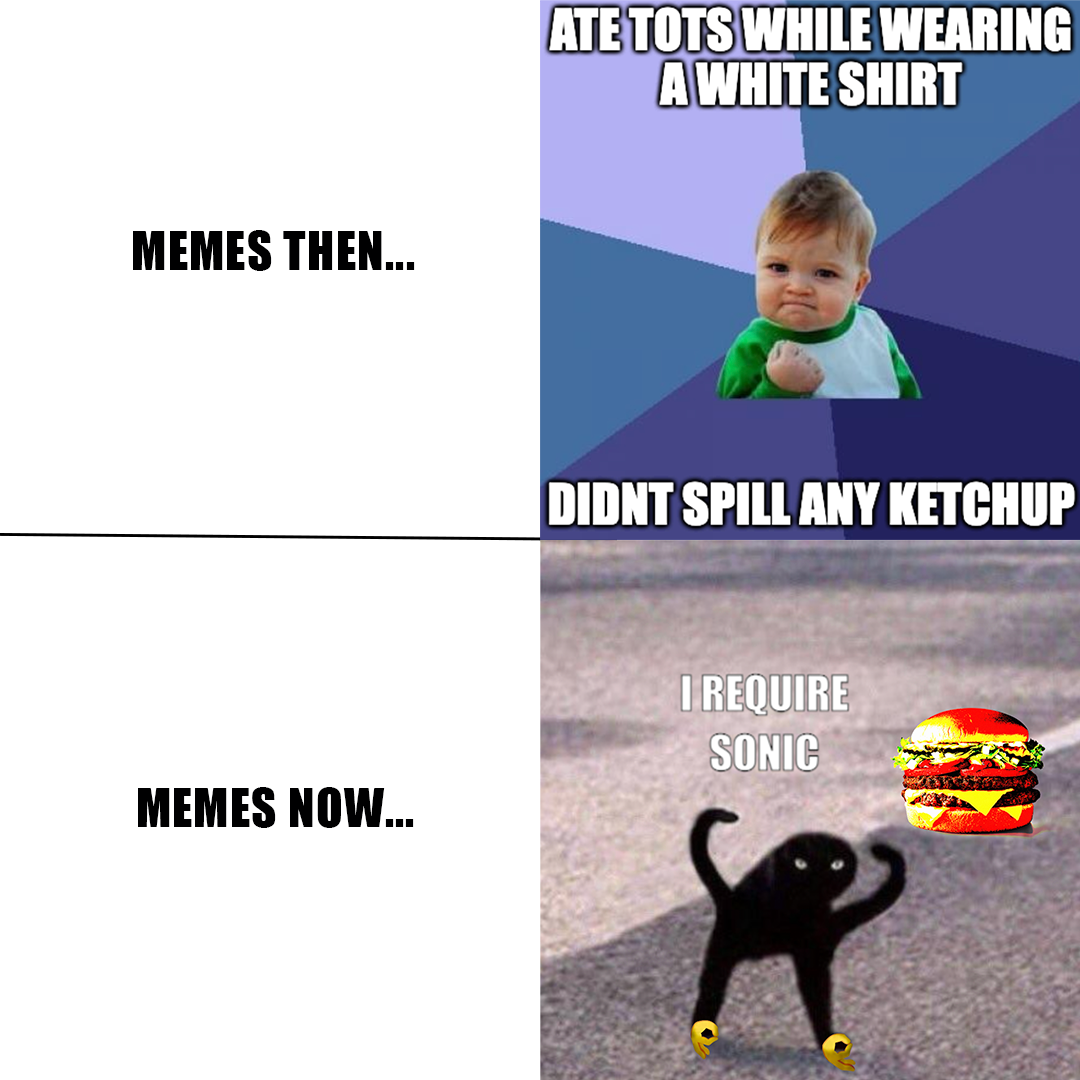 MEMES THEN...
ATE TOTS WHILE WEARING
A WHITE SHIRT
DIDNT SPILL ANY KETCHUP
MEMES NOW...
I REQUIRE
SONIC